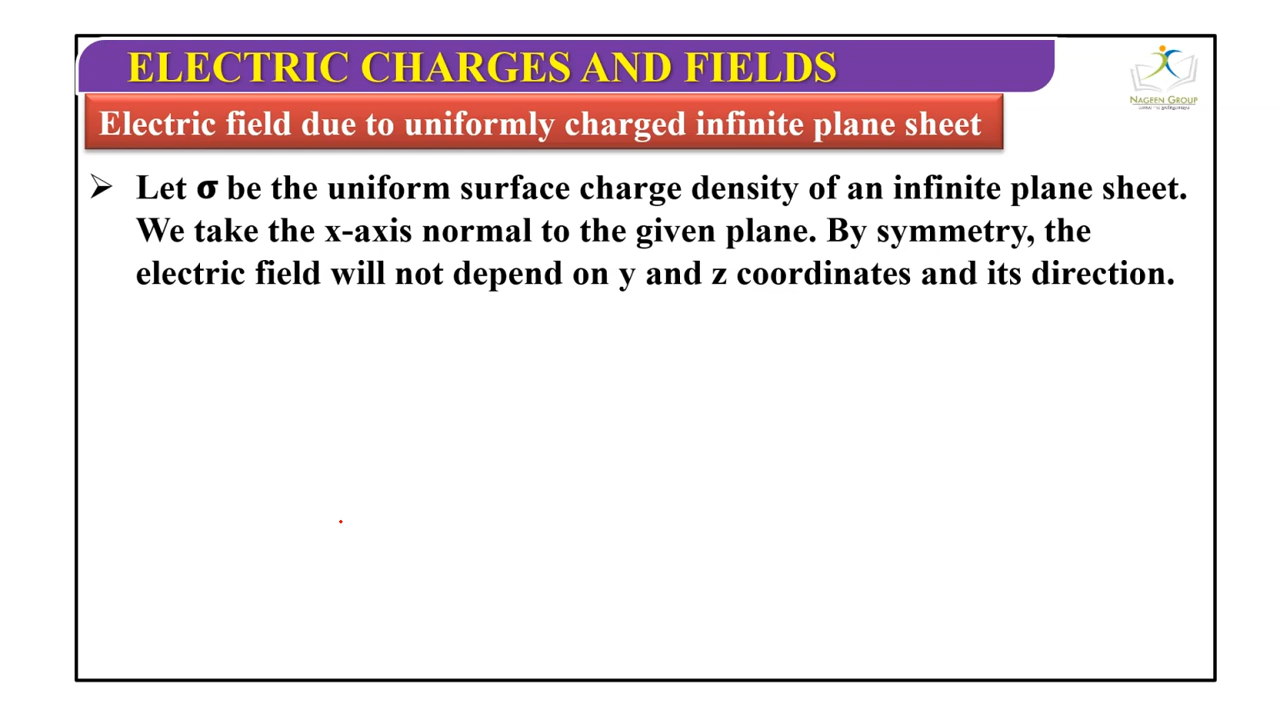 ELECTRIC CHARGES AND FIELDS
NAGEEN GROUP
Electric field due to uniformly charged infinite plane sheet
➢ Let σ be the uniform surface charge density of an infinite plane sheet.
We take the x-axis normal to the given plane. By symmetry, the
electric field will not depend on y and z coordinates and its direction.